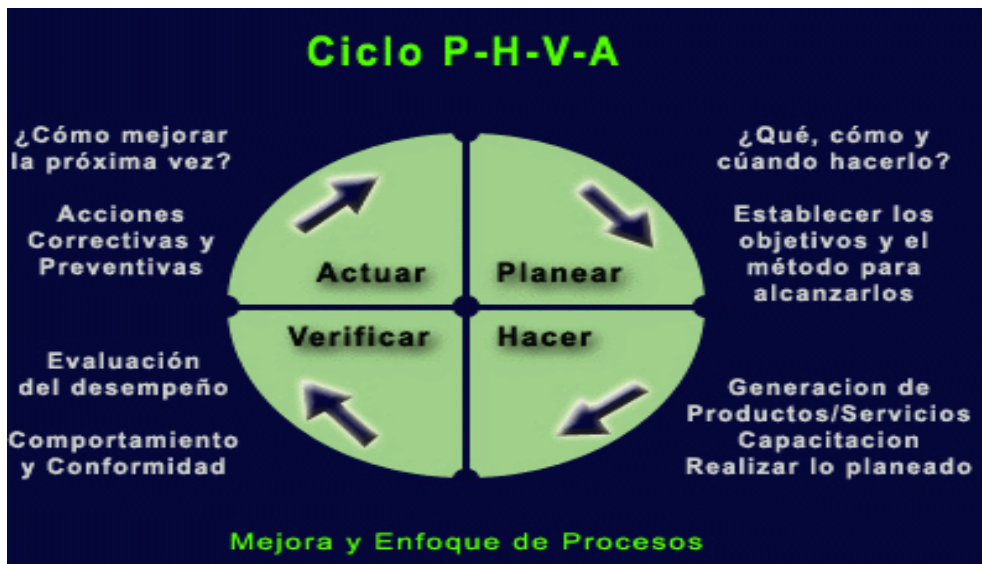 Ciclo P-H-V-A
¿Cómo mejorar
la próxima vez?
Acciones
Correctivas y
Preventivas
¿Qué, cómo y
cúando hacerlo?
Establecer los
objetivos y el
método para
alcanzarlos
Actuar
Planear
Verificar
Hacer
Evaluación
del desempeño
Comportamiento
y Conformidad
Generacion de
Productos/Servicios
Capacitacion
Realizar lo planeado
Mejora y Enfoque de Procesos